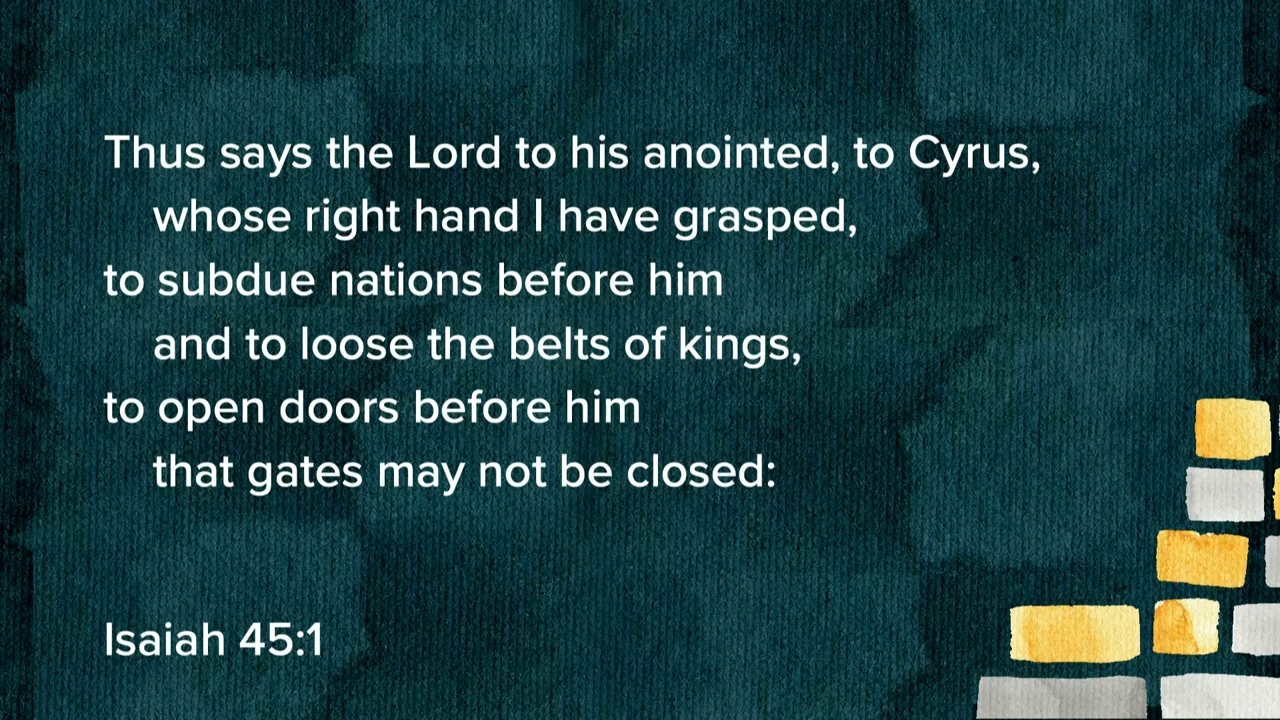 Thus says the Lord to his anointed, to Cyrus,
whose right hand I have grasped,
to subdue nations before him
and to loose the belts of kings,
to open doors before him
that gates may not be closed:
Isaiah 45:1